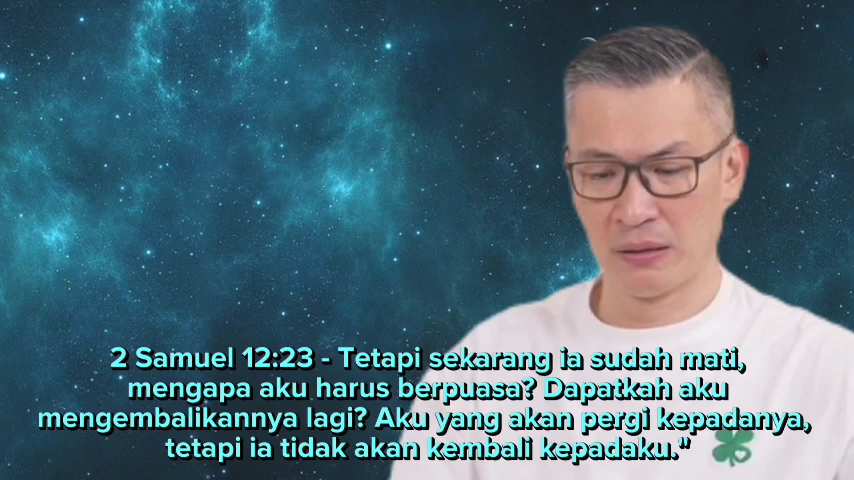 2 Samuel 12:23 - Tetapi sekarang ia sudah mati,
mengapa aku harus berpuasa? Dapatkah aku
mengembalikannya lagi? Aku yang akan pergi kepadanya,
tetapi ia tidak akan kembali kepadaku."